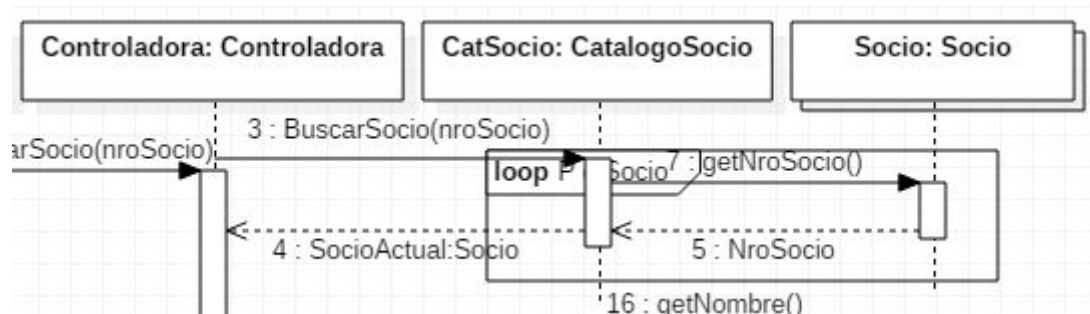 Controladora: Controladora
CatSocio: CatalogoSocio
Socio: Socio
3 : BuscarSocio(nroSocio)
arSocio(nroSocio)
loop
Socio
7 : getNroSocio()
4 : SocioActual:Socio
5 : NroSocio
16 : getNombre()